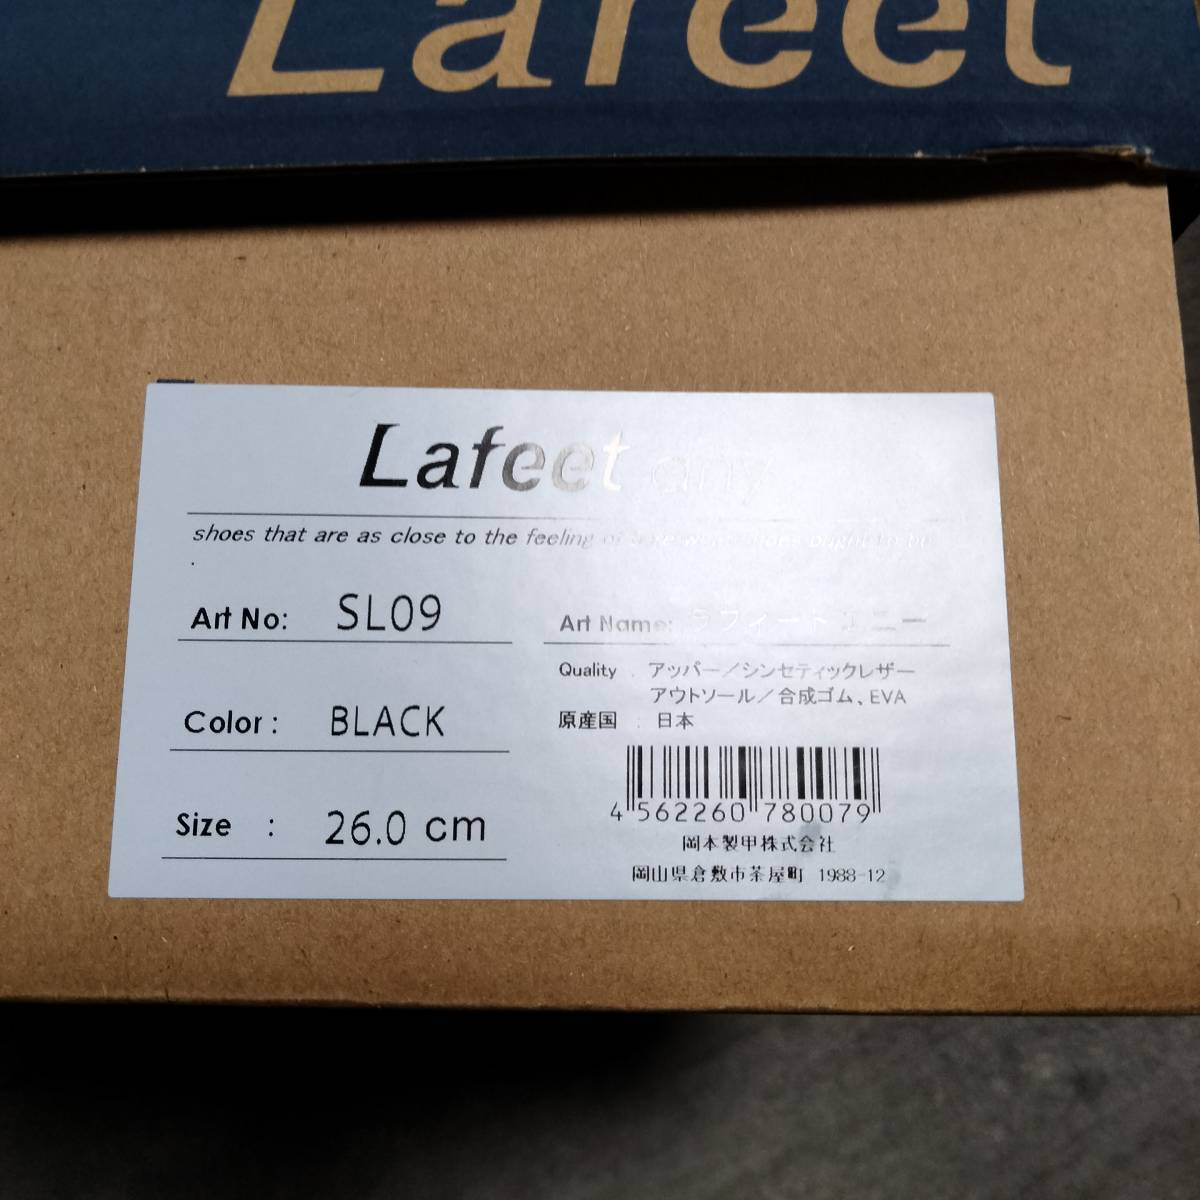 Lafeet
Lafeet any
shoes that are as close to the feeling of
Art No: SL09
Art Name: ラフィート エニー
Color : BLACK
Quality : アッパー／シンセティックレザー
アウトソール／合成ゴム、EVA
原産国 : 日本
Size : 26.0 cm
4 562260 780079
岡本製甲株式会社
岡山県倉敷市茶屋町 1988-12